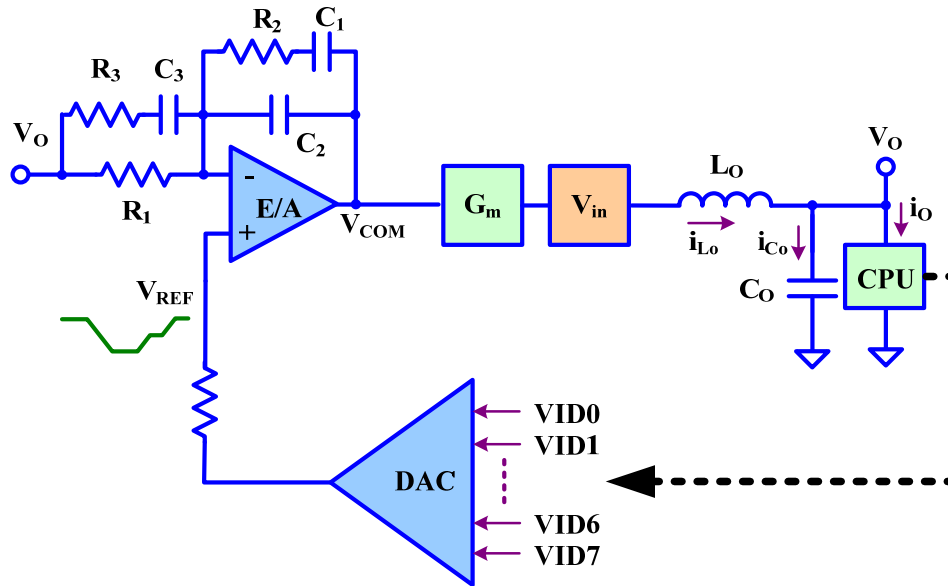 R2
C1
R3
C3
VO
C2
R1
-
E/A
+
VCOM
Gm
Vin
LO
VO
iLo
iCo
iO
CO
CPU
VREF
DAC
VID0
VID1
VID6
VID7